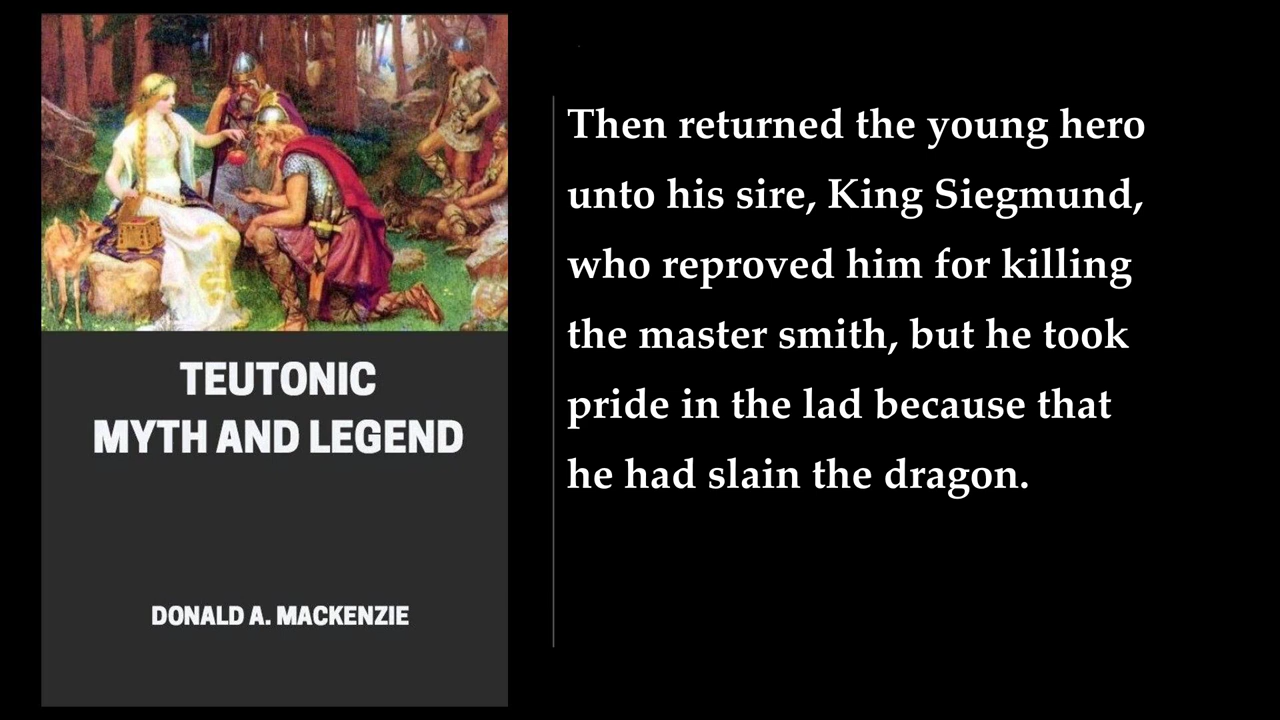 TEUTONIC
MYTH AND LEGEND
DONALD A. MACKENZIE
Then returned the young hero
unto his sire, King Siegmund,
who reproved him for killing
the master smith, but he took
pride in the lad because that
he had slain the dragon.